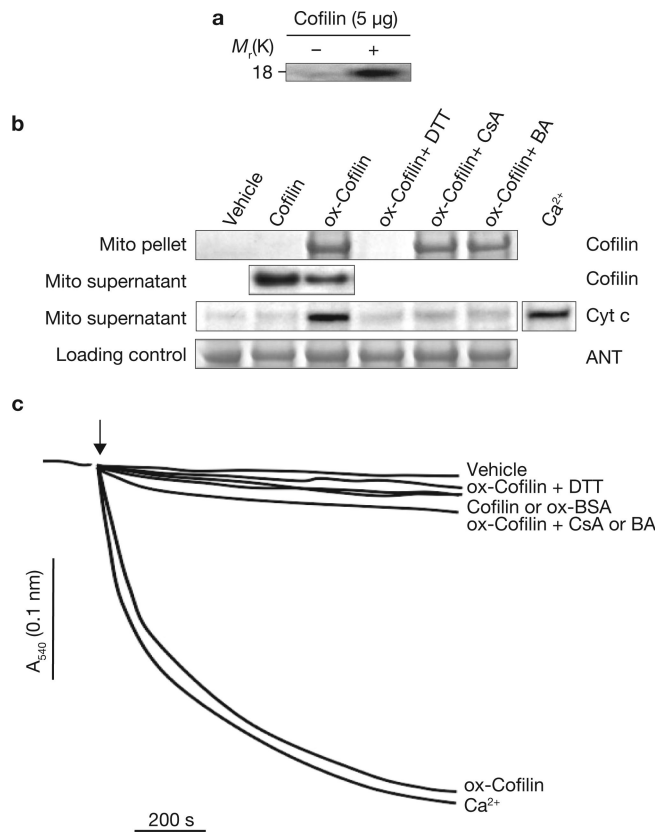 a
Cofilin (5 µg)
Mr(K) – +
18
b
Vehicle
Cofilin
ox-Cofilin
ox-Cofilin+ DTT
ox-Cofilin+ CsA
ox-Cofilin+ BA
Ca2+
Mito pellet Cofilin
Mito supernatant Cofilin
Mito supernatant Cyt c
Loading control ANT
c
Vehicle
ox-Cofilin + DTT
Cofilin or ox-BSA
ox-Cofilin + CsA or BA
A540 (0.1 nm)
ox-Cofilin
Ca2+
200 s